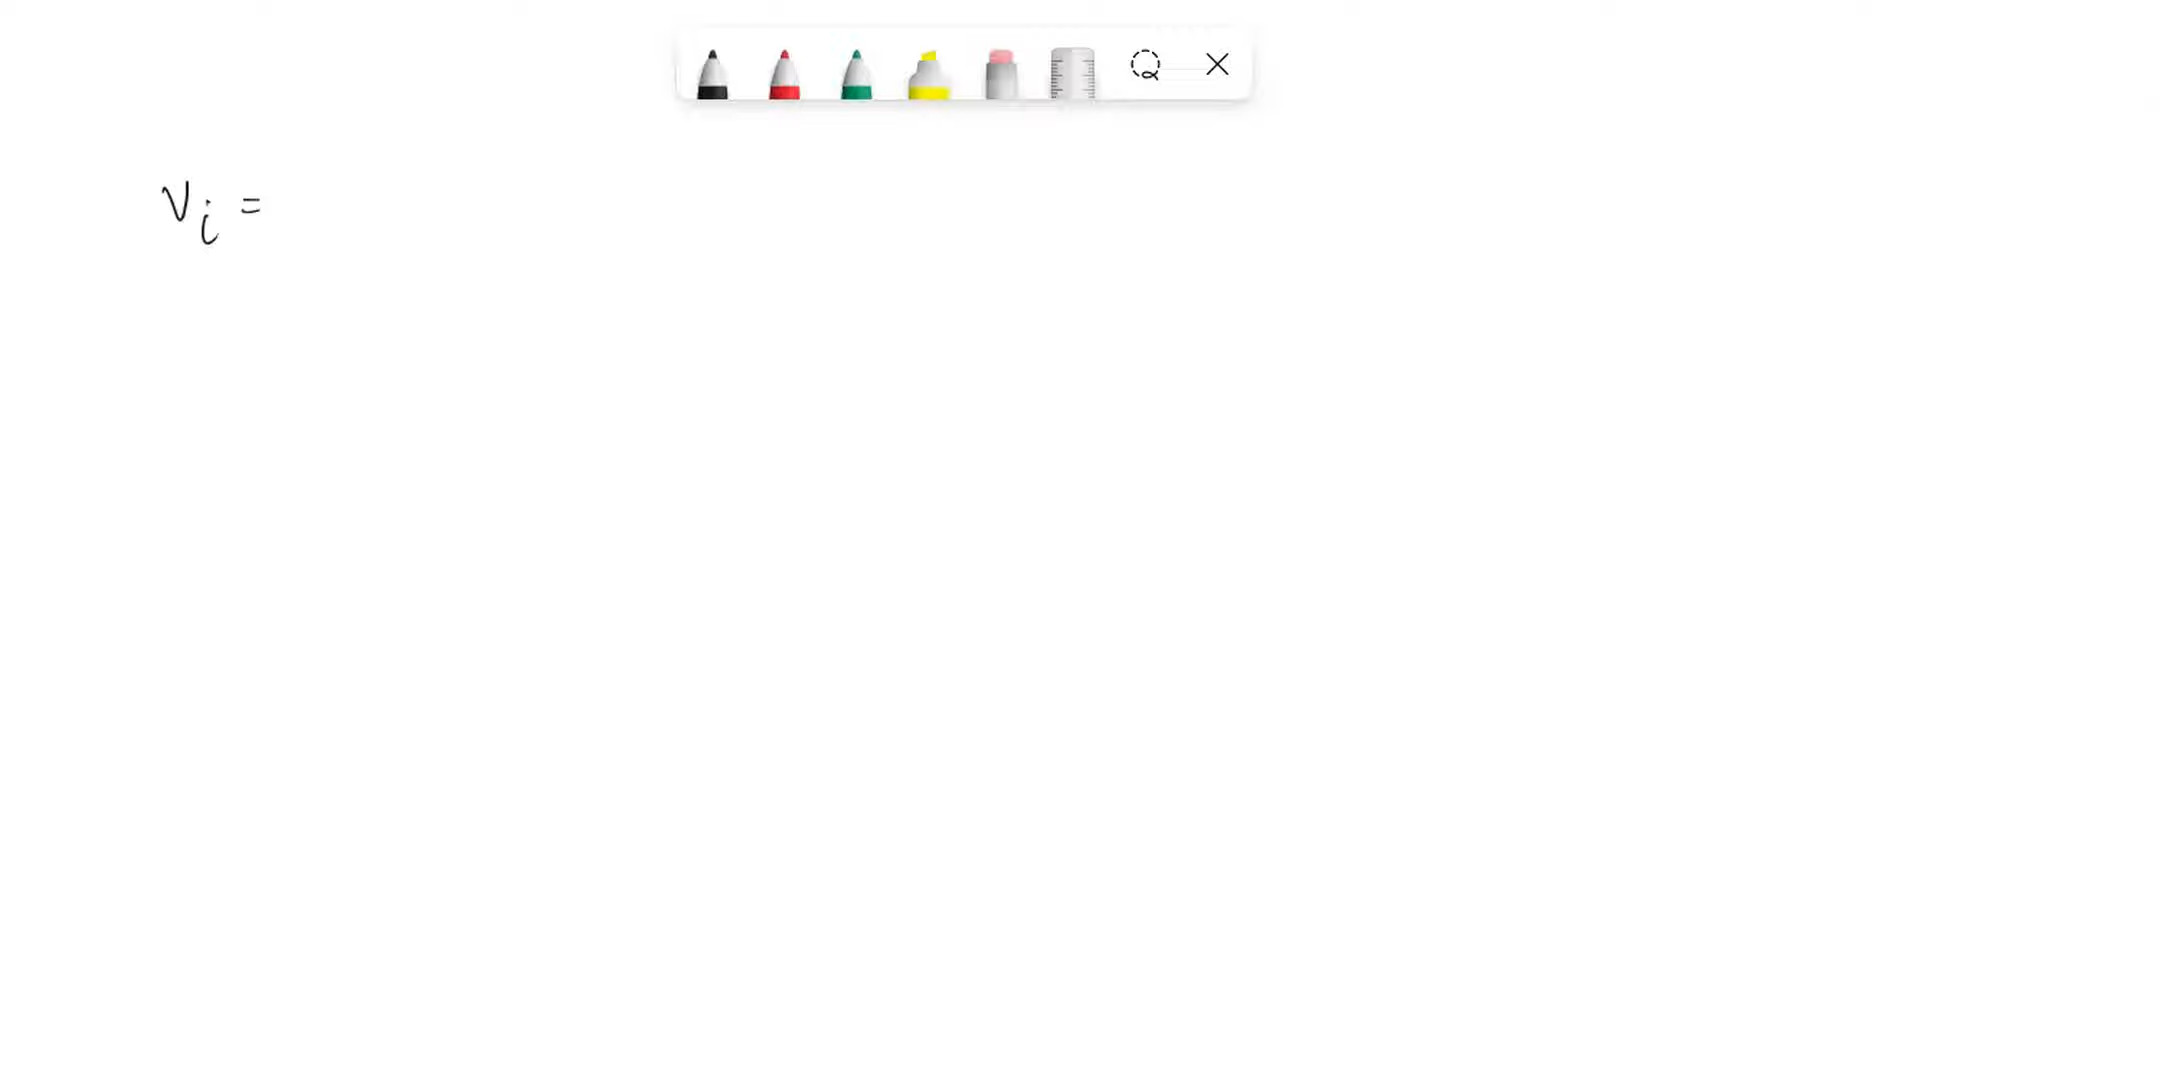 v_i =